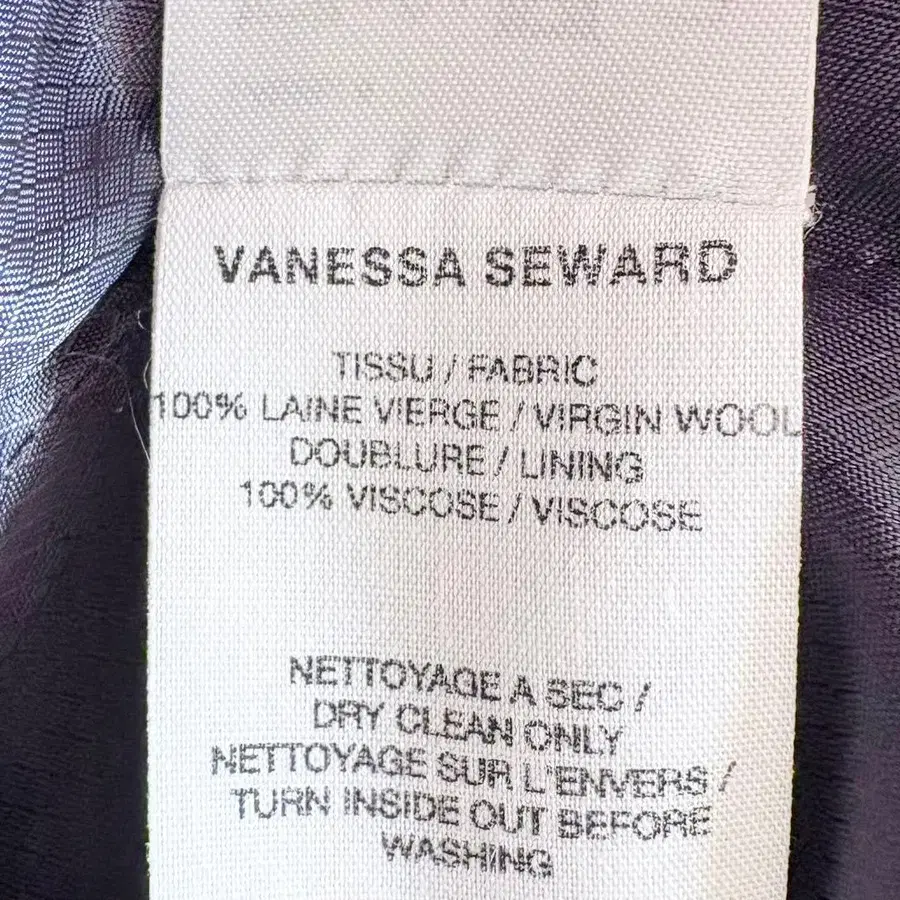 VANESSA SEWARD
TISSU / FABRIC
100% LAINE VIERGE / VIRGIN WOOL
DOUBLURE / LINING
100% VISCOSE / VISCOSE
NETTOYAGE A SEC /
DRY CLEAN ONLY
NETTOYAGE SUR L'ENVERS /
TURN INSIDE OUT BEFORE
WASHING